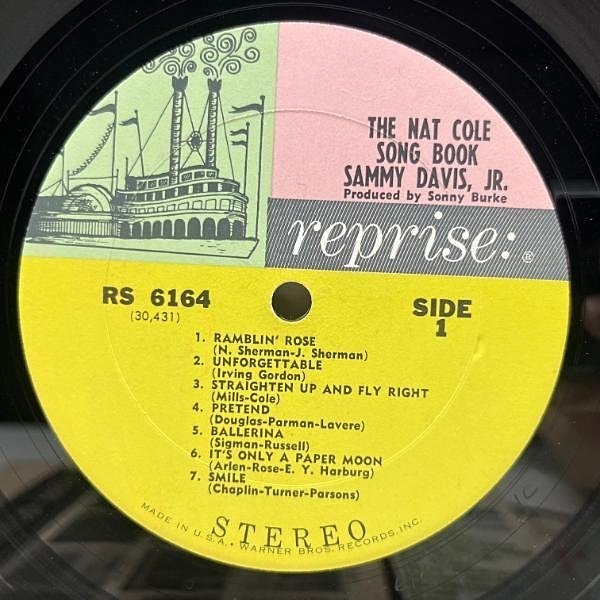 THE NAT COLE
SONG BOOK
SAMMY DAVIS, JR.
Produced by Sonny Burke
reprise: ®
RS 6164
(30,431)
SIDE
1
1. RAMBLIN' ROSE
(N. Sherman-J. Sherman)
2. UNFORGETTABLE
(Irving Gordon)
3. STRAIGHTEN UP AND FLY RIGHT
(Mills-Cole)
4. PRETEND
(Douglas-Parman-Lavere)
5. BALLERINA
(Sigman-Russell)
6. IT'S ONLY A PAPER MOON
(Arlen-Rose-E. Y. Harburg)
7. SMILE
(Chaplin-Turner-Parsons)
STEREO
MADE IN U.S.A. • WARNER BROS. RECORDS, INC.